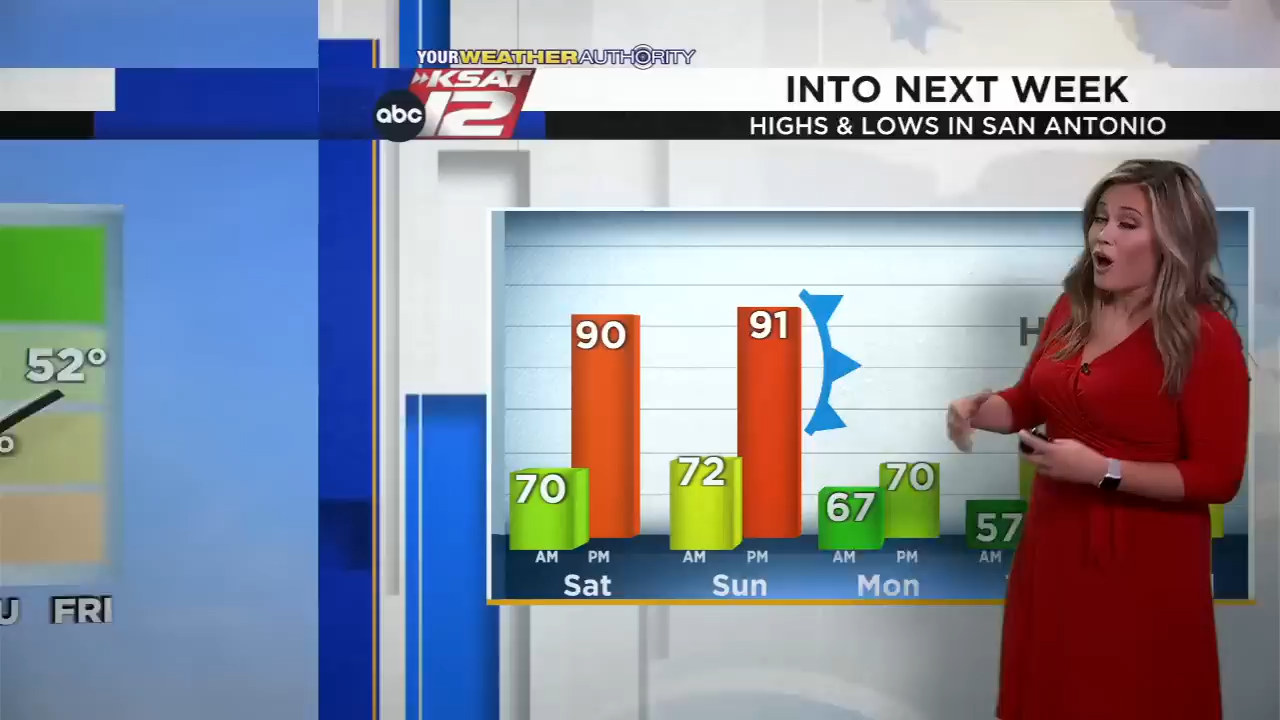 YOURWEATHERAUTHORITY
KSAT
abc 12
INTO NEXT WEEK
HIGHS & LOWS IN SAN ANTONIO
52°
FRI
90
91
70
72
67
70
57
AM PM AM PM AM PM AM
Sat Sun Mon